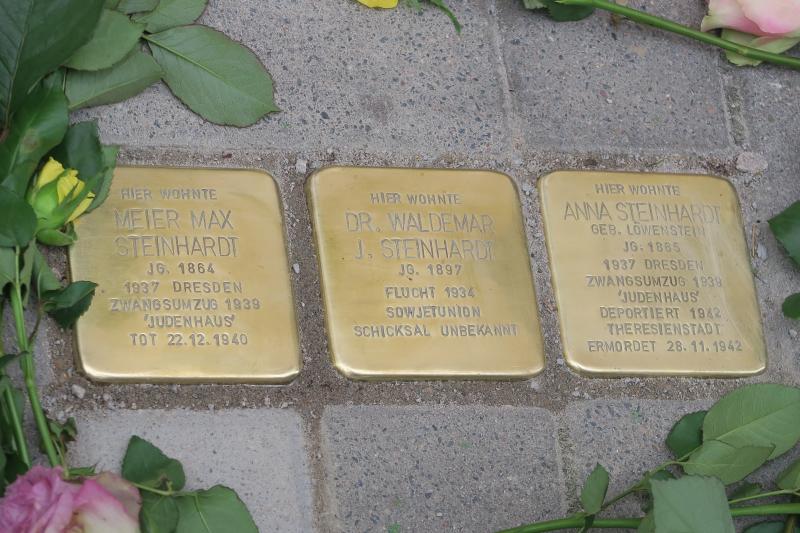 HIER WOHNTE
MEIER MAX
STEINHARDT
JG. 1864
1937 DRESDEN
ZWANGSUMZUG 1939
'JUDENHAUS'
TOT 22.12.1940
HIER WOHNTE
DR. WALDEMAR
J. STEINHARDT
JG. 1897
FLUCHT 1934
SOWJETUNION
SCHICKSAL UNBEKANNT
HIER WOHNTE
ANNA STEINHARDT
GEB. LÖWENSTEIN
JG. 1865
1937 DRESDEN
ZWANGSUMZUG 1939
'JUDENHAUS'
DEPORTIERT 1942
THERESIENSTADT
ERMORDET 28.11.1942